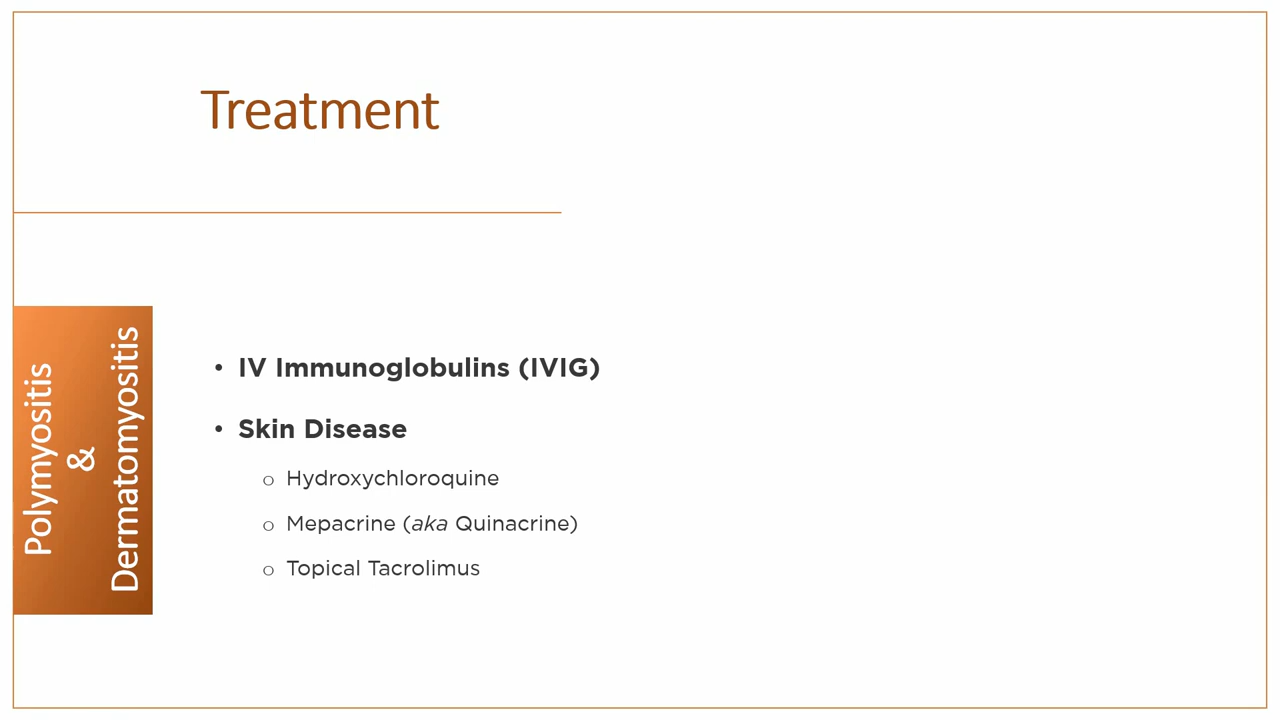 Treatment
Polymyositis
&
Dermatomyositis
• IV Immunoglobulins (IVIG)
• Skin Disease
o Hydroxychloroquine
o Mepacrine (aka Quinacrine)
o Topical Tacrolimus